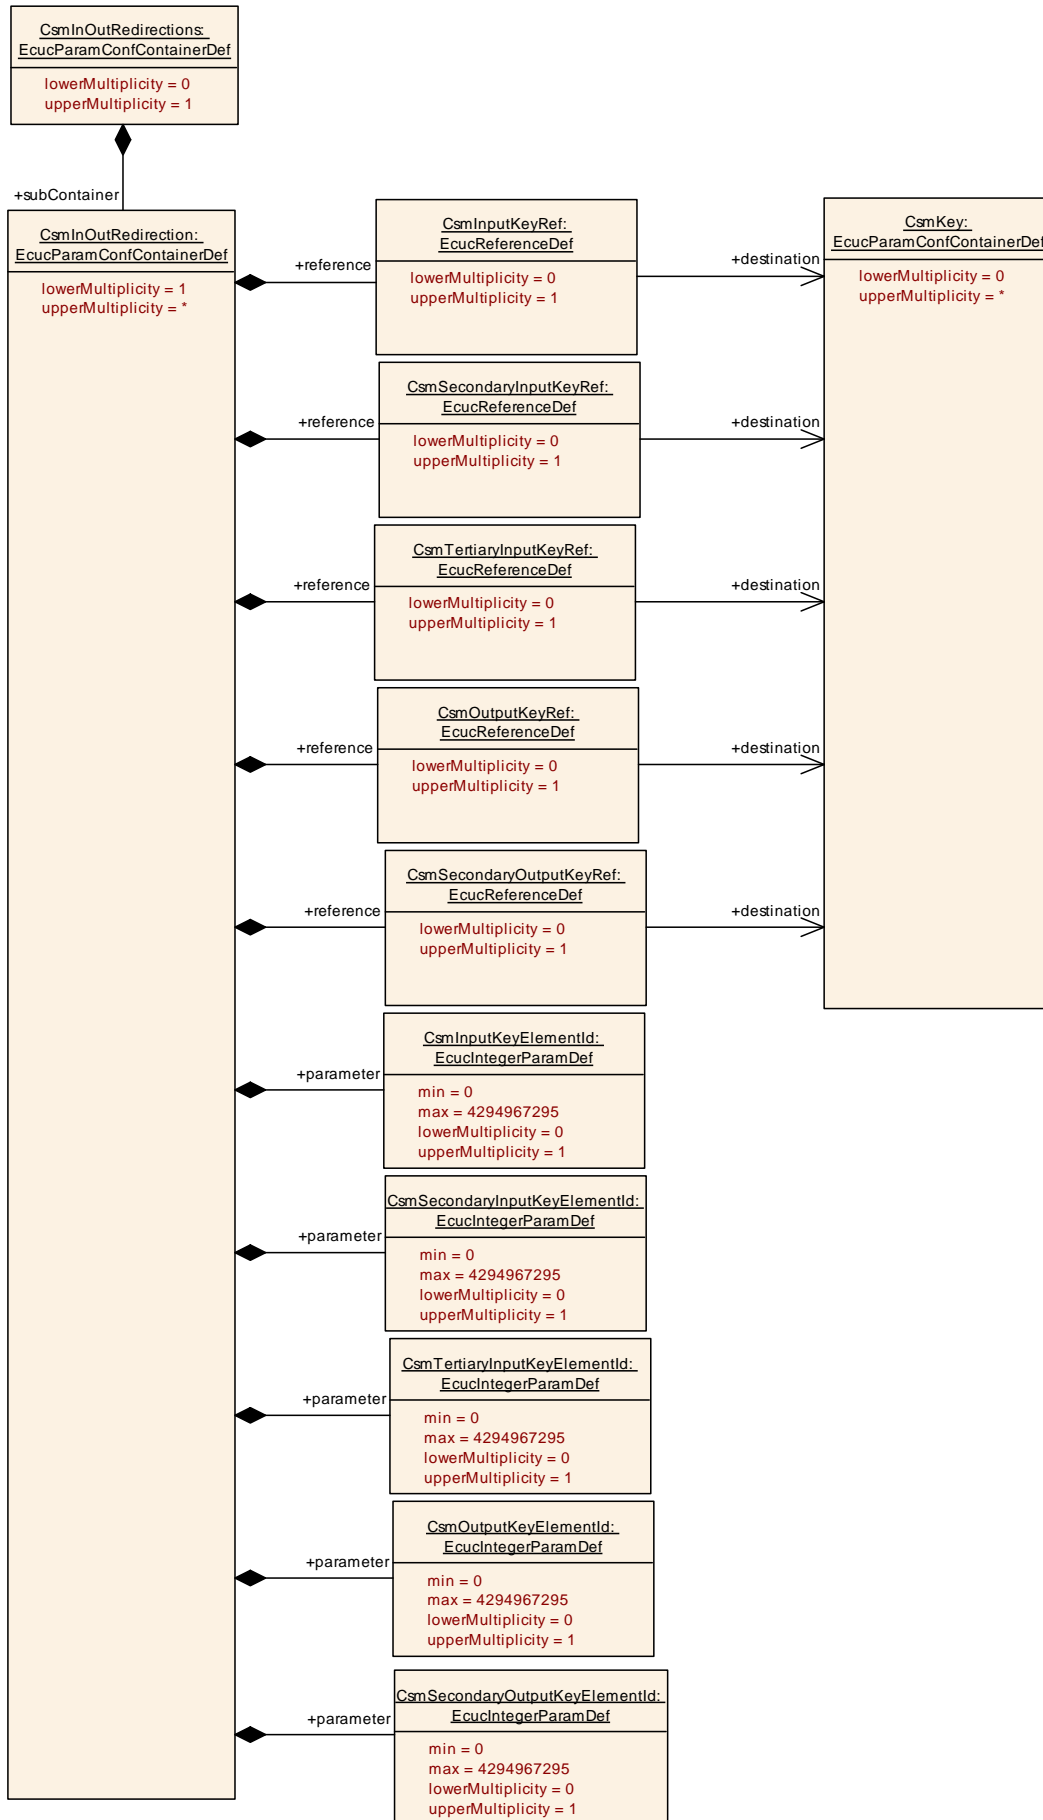 CsmInOutRedirections:
EcucParamConfContainerDef
lowerMultiplicity = 0
upperMultiplicity = 1
+subContainer
CsmInOutRedirection:
EcucParamConfContainerDef
lowerMultiplicity = 1
upperMultiplicity = *
+reference
CsmInputKeyRef:
EcucReferenceDef
lowerMultiplicity = 0
upperMultiplicity = 1
+destination
CsmKey:
EcucParamConfContainerDef
lowerMultiplicity = 0
upperMultiplicity = *
+reference
CsmSecondaryInputKeyRef:
EcucReferenceDef
lowerMultiplicity = 0
upperMultiplicity = 1
+destination
+reference
CsmTertiaryInputKeyRef:
EcucReferenceDef
lowerMultiplicity = 0
upperMultiplicity = 1
+destination
+reference
CsmOutputKeyRef:
EcucReferenceDef
lowerMultiplicity = 0
upperMultiplicity = 1
+destination
+reference
CsmSecondaryOutputKeyRef:
EcucReferenceDef
lowerMultiplicity = 0
upperMultiplicity = 1
+destination
+parameter
CsmInputKeyElementId:
EcucIntegerParamDef
min = 0
max = 4294967295
lowerMultiplicity = 0
upperMultiplicity = 1
+parameter
CsmSecondaryInputKeyElementId:
EcucIntegerParamDef
min = 0
max = 4294967295
lowerMultiplicity = 0
upperMultiplicity = 1
+parameter
CsmTertiaryInputKeyElementId:
EcucIntegerParamDef
min = 0
max = 4294967295
lowerMultiplicity = 0
upperMultiplicity = 1
+parameter
CsmOutputKeyElementId:
EcucIntegerParamDef
min = 0
max = 4294967295
lowerMultiplicity = 0
upperMultiplicity = 1
+parameter
CsmSecondaryOutputKeyElementId:
EcucIntegerParamDef
min = 0
max = 4294967295
lowerMultiplicity = 0
upperMultiplicity = 1